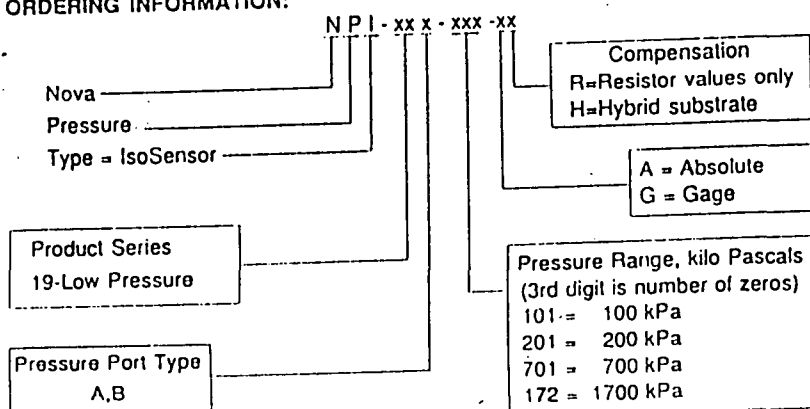 ORDERING INFORMATION:
N P I - xx x - xxx - xx
Nova
Pressure
Type = IsoSensor
Compensation
R=Resistor values only
H=Hybrid substrate
A = Absolute
G = Gage
Product Series
19-Low Pressure
Pressure Range, kilo Pascals
(3rd digit is number of zeros)
101 = 100 kPa
201 = 200 kPa
701 = 700 kPa
172 = 1700 kPa
Pressure Port Type
A,B